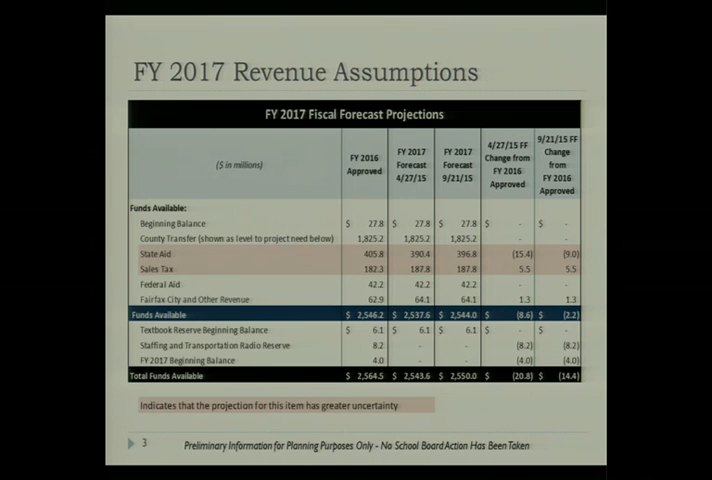 FY 2017 Revenue Assumptions
FY 2017 Fiscal Forecast Projections
($ in millions) FY 2016 Approved FY 2017 Forecast 4/27/15 FY 2017 Forecast 9/21/15 4/27/15 FF Change from FY 2016 Approved 9/21/15 FF Change from FY 2016 Approved
Funds Available:
Beginning Balance $ 27.8 $ 27.8 $ 27.8 $ - $ -
County Transfer (shown as level to project need below) 1,825.2 1,825.2 1,825.2 - -
State Aid 405.8 390.4 396.8 (15.4) (9.0)
Sales Tax 182.3 187.8 187.8 5.5 5.5
Federal Aid 42.2 42.2 42.2 - -
Fairfax City and Other Revenue 62.9 64.1 64.1 1.3 1.3
Funds Available $ 2,546.2 $ 2,537.6 $ 2,544.0 $ (8.6) $ (2.2)
Textbook Reserve Beginning Balance $ 6.1 $ 6.1 $ 6.1 $ - $ -
Staffing and Transportation Radio Reserve 8.2 - - (8.2) (8.2)
FY 2017 Beginning Balance 4.0 - - (4.0) (4.0)
Total Funds Available $ 2,564.5 $ 2,543.6 $ 2,550.0 $ (20.8) $ (14.4)
Indicates that the projection for this item has greater uncertainty
3 Preliminary Information for Planning Purposes Only - No School Board Action Has Been Taken